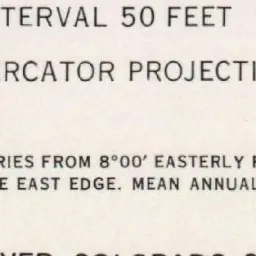 TERVAL 50 FEET
RCATOR PROJECTI
RIES FROM 8°00′ EASTERLY F
E EAST EDGE. MEAN ANNUAL